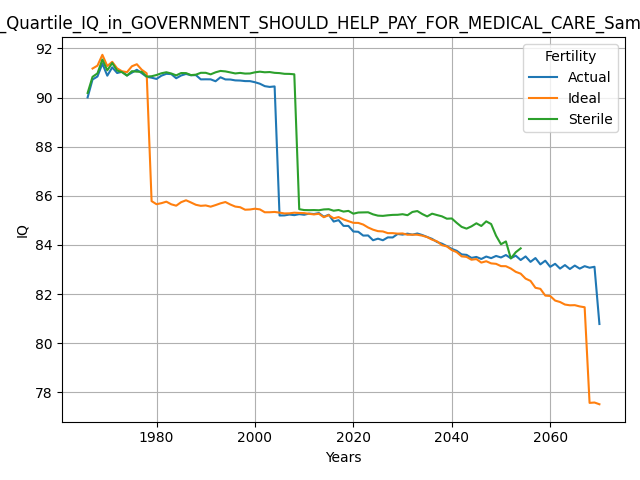 _Quartile_IQ_in_GOVERNMENT_SHOULD_HELP_PAY_FOR_MEDICAL_CARE_Sam
Fertility
Actual
Ideal
Sterile
92
90
88
86
84
82
80
78
IQ
1980
2000
2020
2040
2060
Years